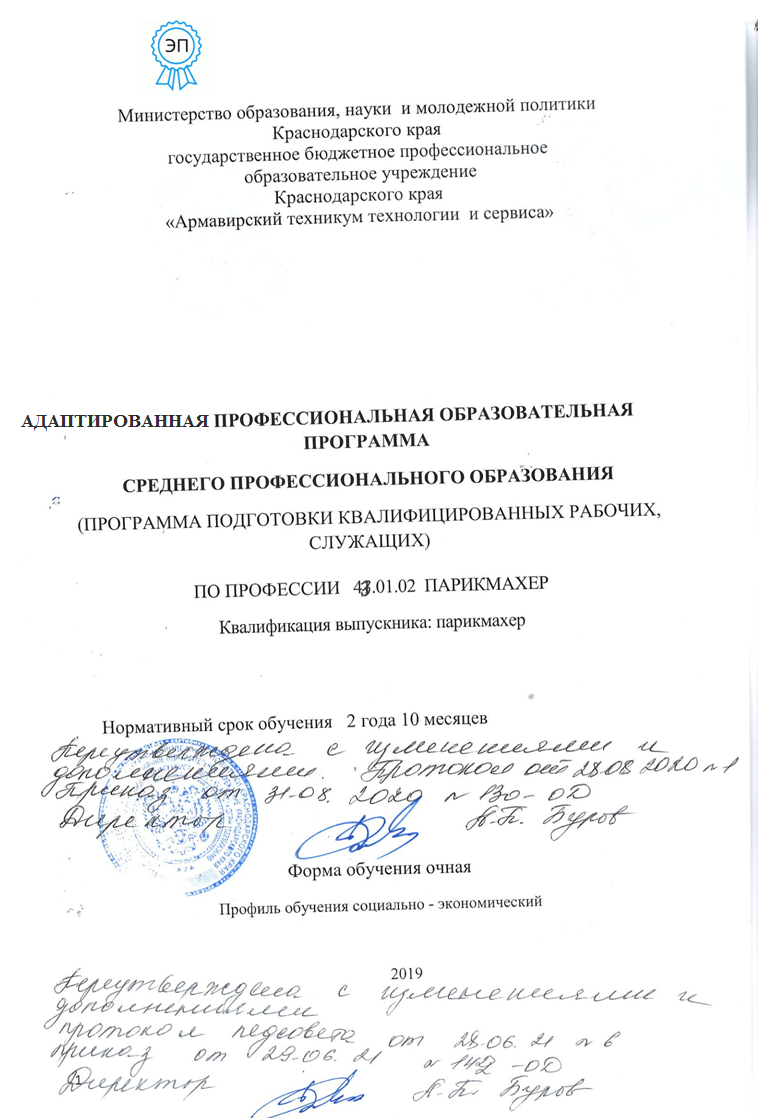 ЭП
Министерство образования, науки и молодежной политики
Краснодарского края
государственное бюджетное профессиональное
образовательное учреждение
Краснодарского края
«Армавирский техникум технологии и сервиса»
АДАПТИРОВАННАЯ ПРОФЕССИОНАЛЬНАЯ ОБРАЗОВАТЕЛЬНАЯ
ПРОГРАММА
СРЕДНЕГО ПРОФЕССИОНАЛЬНОГО ОБРАЗОВАНИЯ
(ПРОГРАММА ПОДГОТОВКИ КВАЛИФИЦИРОВАННЫХ РАБОЧИХ,
СЛУЖАЩИХ)
ПО ПРОФЕССИИ 43.01.02 ПАРИКМАХЕР
Квалификация выпускника: парикмахер
Нормативный срок обучения 2 года 10 месяцев
Переутверждена с изменениями и
дополнениями. Протокол от 28.08 2020 №1
Приказ от 31.08. 2020 № 130-ОД
Директор А.П. Буров
Форма обучения очная
Профиль обучения социально - экономический
2019
Переутверждена с изменениями и
дополнениями
протокол педсовета от 28.06. 21 № 6
приказ от 29.06. 21 № 142-ОД
Директор А.П. Буров